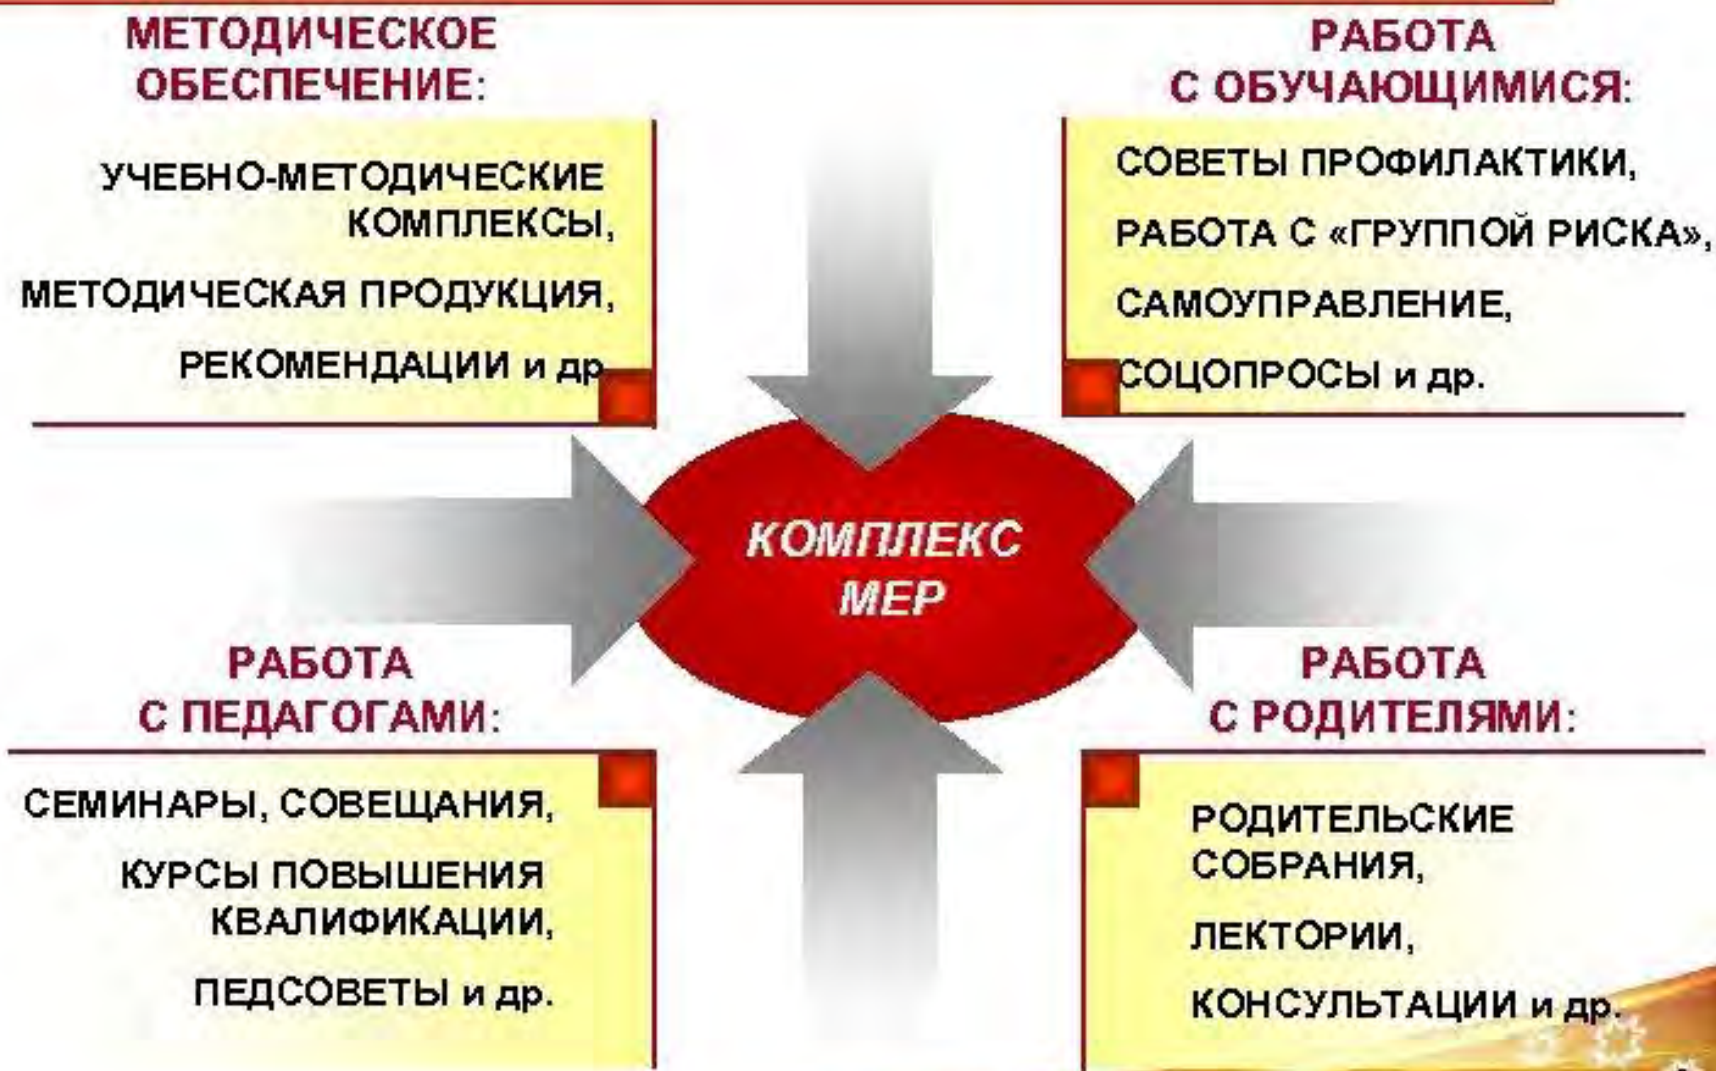 МЕТОДИЧЕСКОЕ
ОБЕСПЕЧЕНИЕ:
УЧЕБНО-МЕТОДИЧЕСКИЕ
КОМПЛЕКСЫ,
МЕТОДИЧЕСКАЯ ПРОДУКЦИЯ,
РЕКОМЕНДАЦИИ и др
РАБОТА
С ОБУЧАЮЩИМИСЯ:
СОВЕТЫ ПРОФИЛАКТИКИ,
РАБОТА С «ГРУППОЙ РИСКА»,
САМОУПРАВЛЕНИЕ,
СОЦОПРОСЫ и др.
КОМПЛЕКС
МЕР
РАБОТА
С ПЕДАГОГАМИ:
СЕМИНАРЫ, СОВЕЩАНИЯ,
КУРСЫ ПОВЫШЕНИЯ
КВАЛИФИКАЦИИ,
ПЕДСОВЕТЫ и др.
РАБОТА
С РОДИТЕЛЯМИ:
РОДИТЕЛЬСКИЕ
СОБРАНИЯ,
ЛЕКТОРИИ,
КОНСУЛЬТАЦИИ и др.